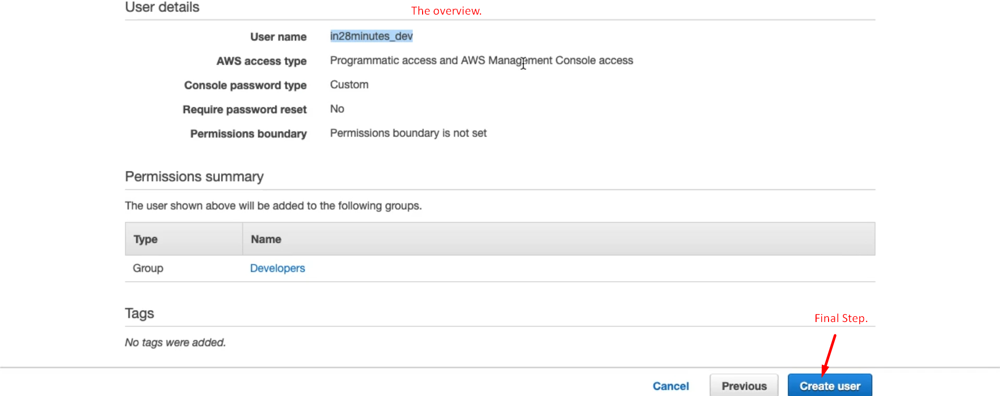 User details
The overview.
User name in28minutes_dev
AWS access type Programmatic access and AWS Management Console access
Console password type Custom
Require password reset No
Permissions boundary Permissions boundary is not set
Permissions summary
The user shown above will be added to the following groups.
Type Name
Group Developers
Tags
Final Step.
No tags were added.
Cancel Previous Create user